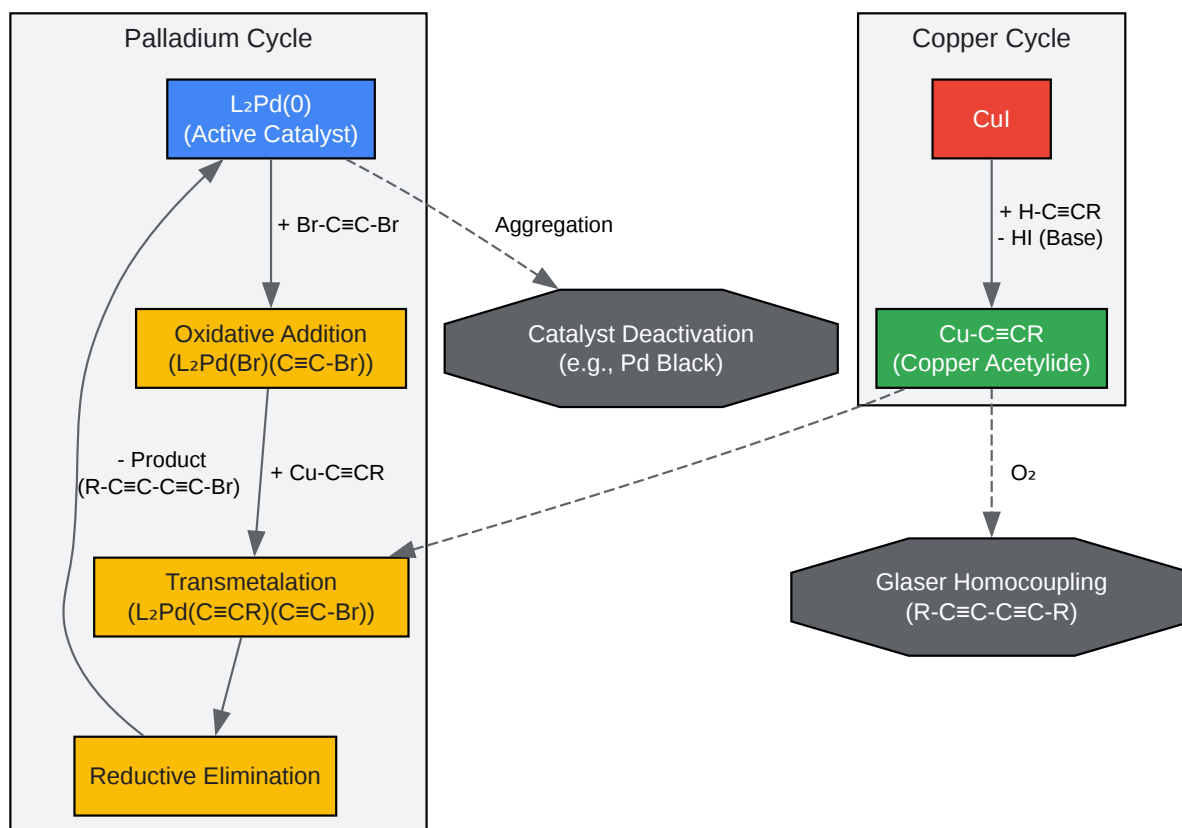 Palladium Cycle
L₂Pd(0)
(Active Catalyst)
+ Br-C≡C-Br
Aggregation
Oxidative Addition
(L₂Pd(Br)(C≡C-Br))
Catalyst Deactivation
(e.g., Pd Black)
- Product
(R-C≡C-C≡C-Br)
+ Cu-C≡CR
Transmetalation
(L₂Pd(C≡CR)(C≡C-Br))
Reductive Elimination
Copper Cycle
CuI
+ H-C≡CR
- HI (Base)
Cu-C≡CR
(Copper Acetylide)
O₂
Glaser Homocoupling
(R-C≡C-C≡C-R)